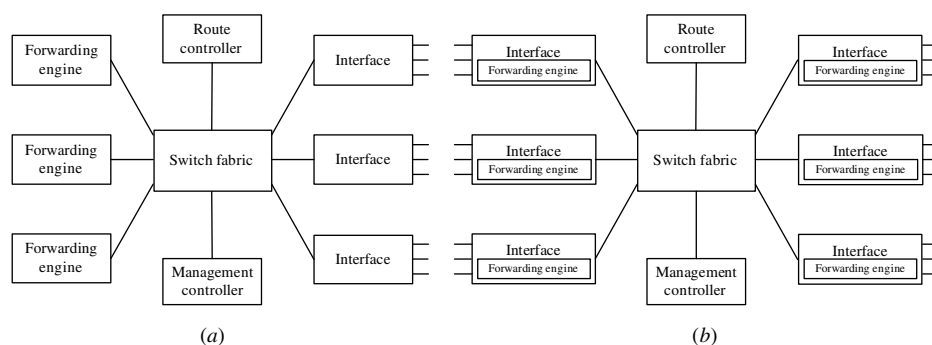 Route
controller
Forwarding
engine
Interface
Forwarding
engine
Switch fabric
Interface
Forwarding
engine
Management
controller
Interface
(a)
Route
controller
Interface
Forwarding engine
Interface
Forwarding engine
Interface
Forwarding engine
Switch fabric
Interface
Forwarding engine
Interface
Forwarding engine
Management
controller
Interface
Forwarding engine
(b)